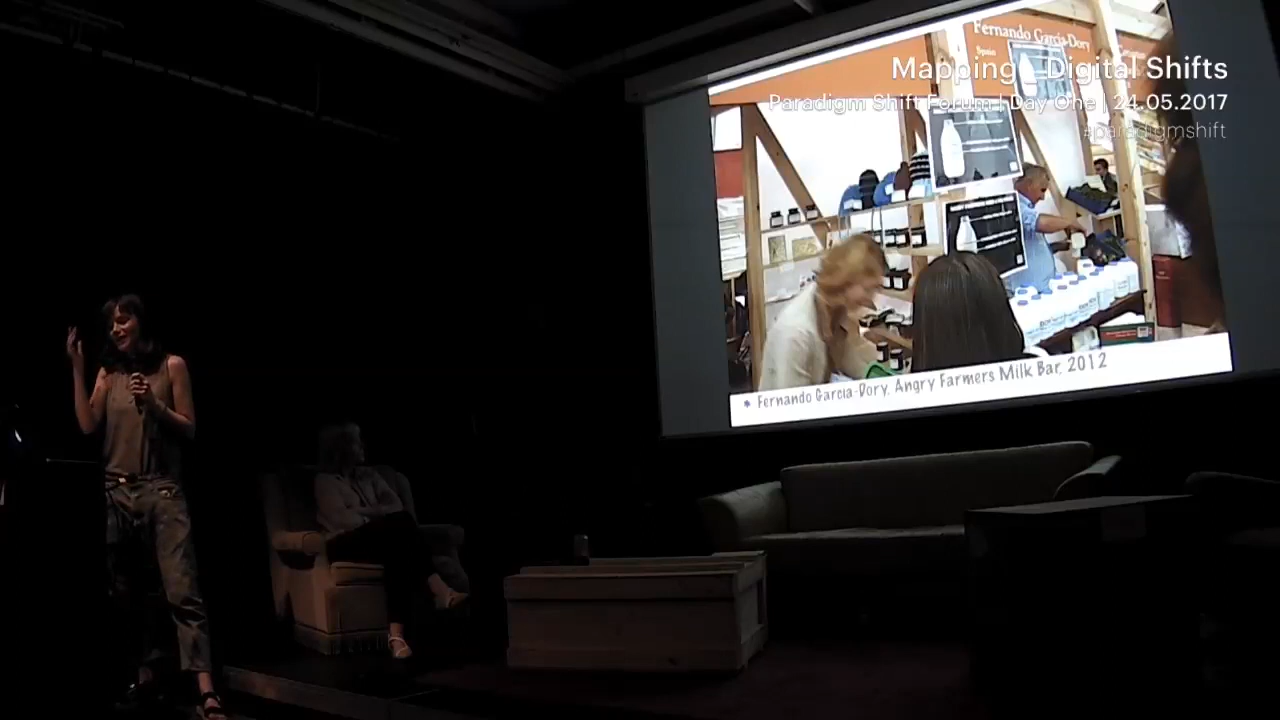 Fernando Garcia-Dory
Spain
Mapping _ Digital Shifts
Paradigm Shift Forum | Day One | 24.05.2017
#paradigmshift
* Fernando Garcia-Dory, Angry Farmers Milk Bar, 2012